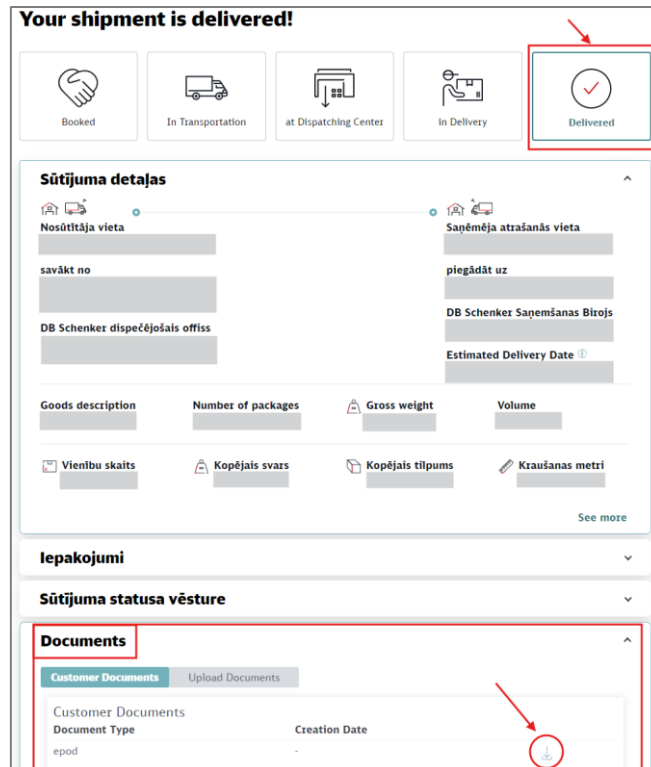 Your shipment is delivered!
Booked
In Transportation
at Dispatching Center
in Delivery
Delivered
Sūtījuma detaļas
Nosūtītāja vieta
Saņēmēja atrašanās vieta
savākt no
piegādāt uz
DB Schenker Saņemšanas Birojs
DB Schenker dispečējošais offiss
Estimated Delivery Date
Goods description
Number of packages
Gross weight
Volume
Vienību skaits
Kopējais svars
Kopējais tilpums
Kraušanas metri
See more
Iepakojumi
Sūtījuma statusa vēsture
Documents
Customer Documents
Upload Documents
Customer Documents
Document Type
Creation Date
epod
-